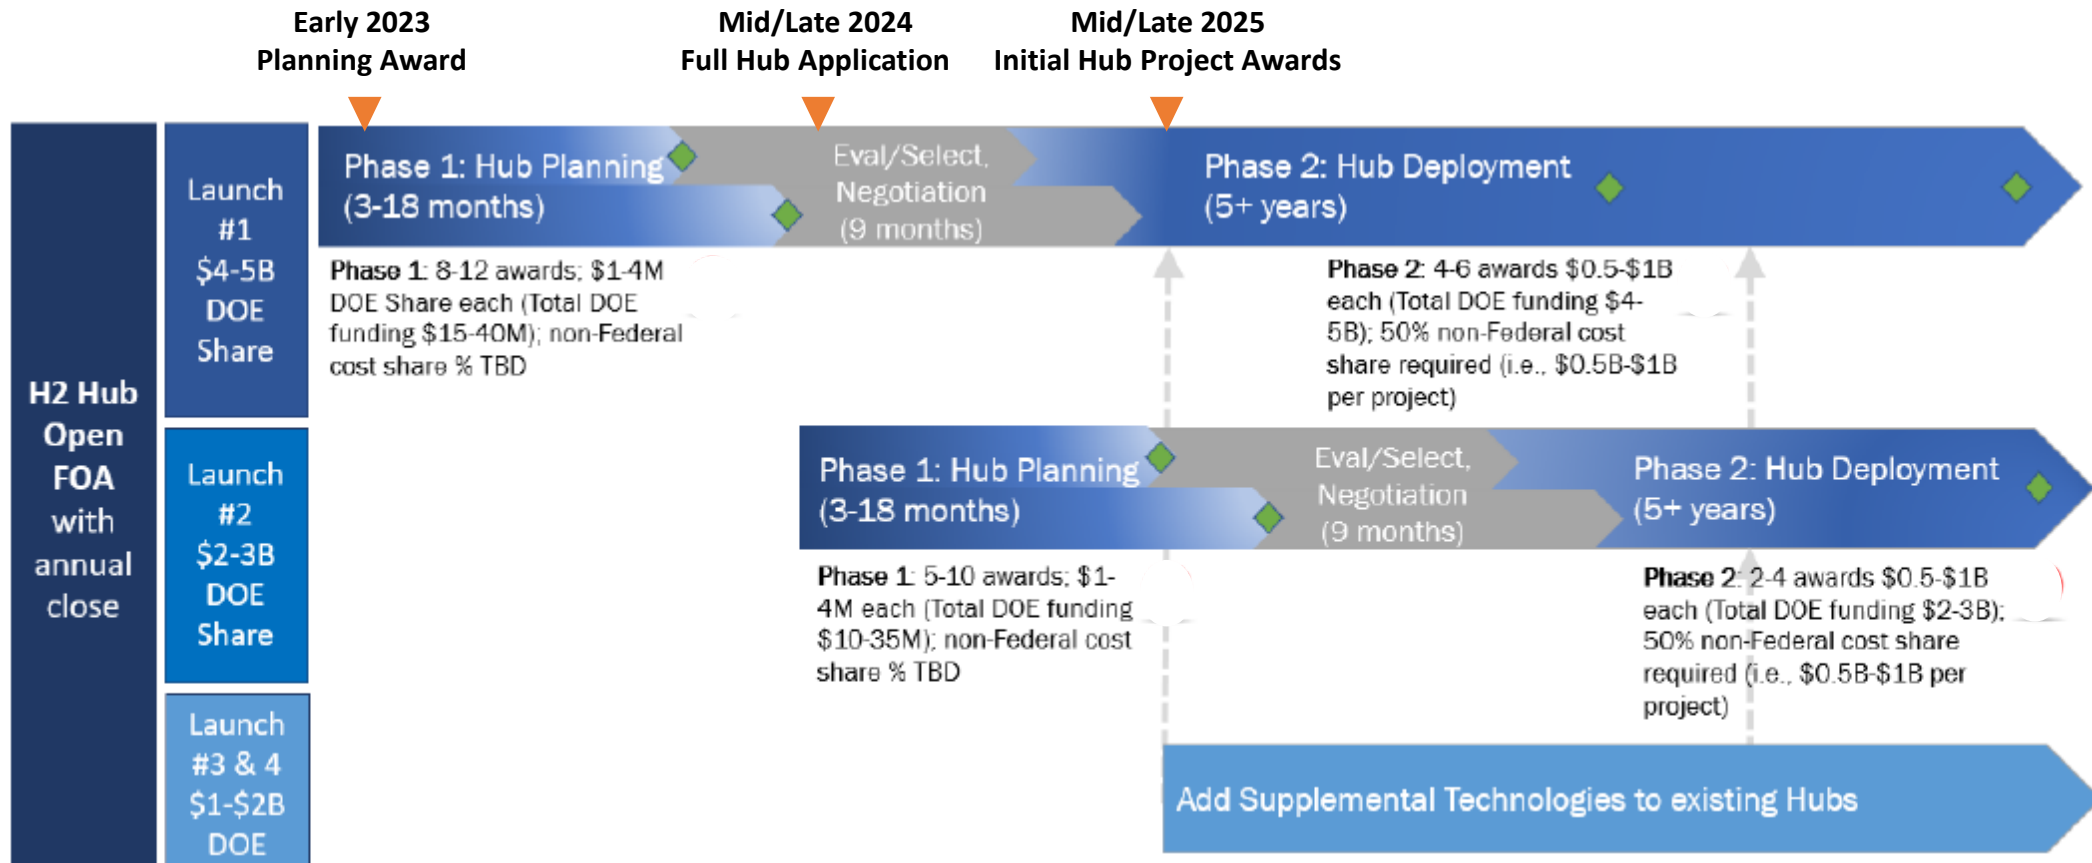 Early 2023
Planning Award
Mid/Late 2024
Full Hub Application
Mid/Late 2025
Initial Hub Project Awards
H2 Hub
Open
FOA
with
annual
close
Launch
#1
$4-5B
DOE
Share
Phase 1: Hub Planning
(3-18 months)
Eval/Select,
Negotiation
(9 months)
Phase 2: Hub Deployment
(5+ years)
Phase 1: 8-12 awards; $1-4M
DOE Share each (Total DOE
funding $15-40M); non-Federal
cost share % TBD
Phase 2: 4-6 awards $0.5-$1B
each (Total DOE funding $4-
5B); 50% non-Federal cost
share required (i.e., $0.5B-$1B
per project)
Launch
#2
$2-3B
DOE
Share
Phase 1: Hub Planning
(3-18 months)
Eval/Select,
Negotiation
(9 months)
Phase 2: Hub Deployment
(5+ years)
Phase 1: 5-10 awards; $1-
4M each (Total DOE funding
$10-35M); non-Federal cost
share % TBD
Phase 2: 2-4 awards $0.5-$1B
each (Total DOE funding $2-3B);
50% non-Federal cost share
required (i.e., $0.5B-$1B per
project)
Launch
#3 & 4
$1-$2B
DOE
Add Supplemental Technologies to existing Hubs